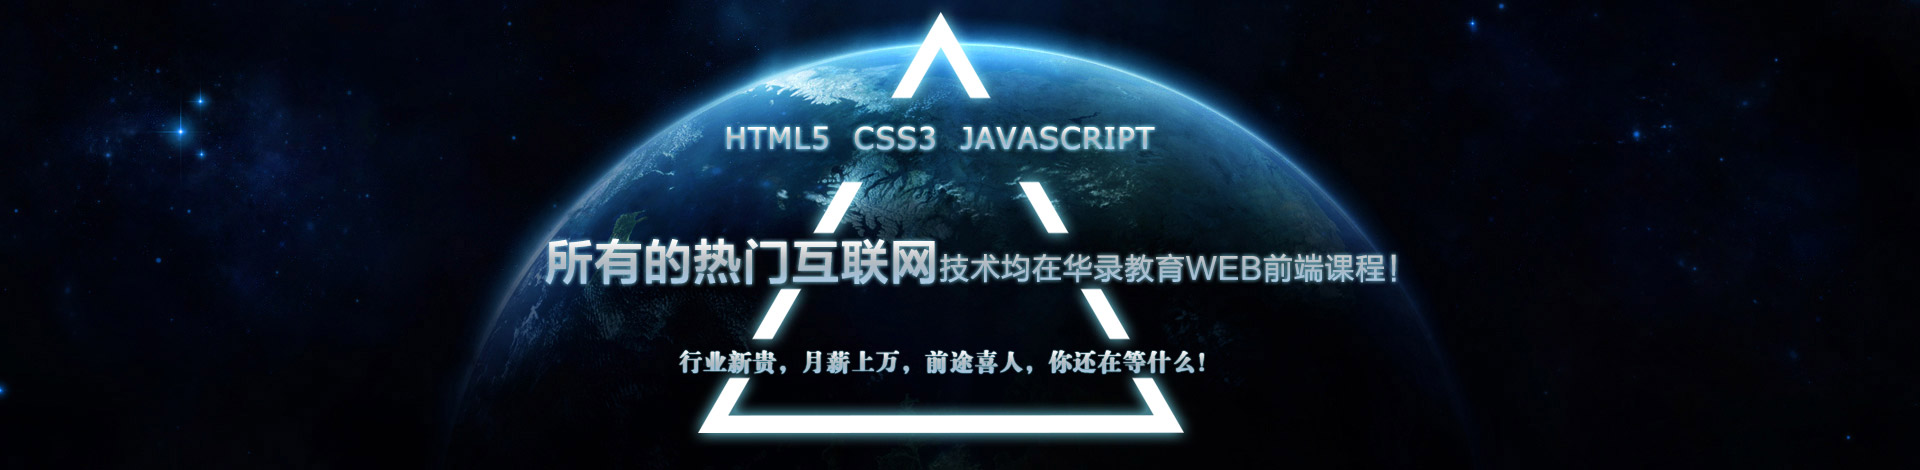 HTML5 CSS3 JAVASCRIPT
所有的热门互联网技术均在华录教育WEB前端课程!
行业新贵，月薪上万，前途喜人，你还在等什么!